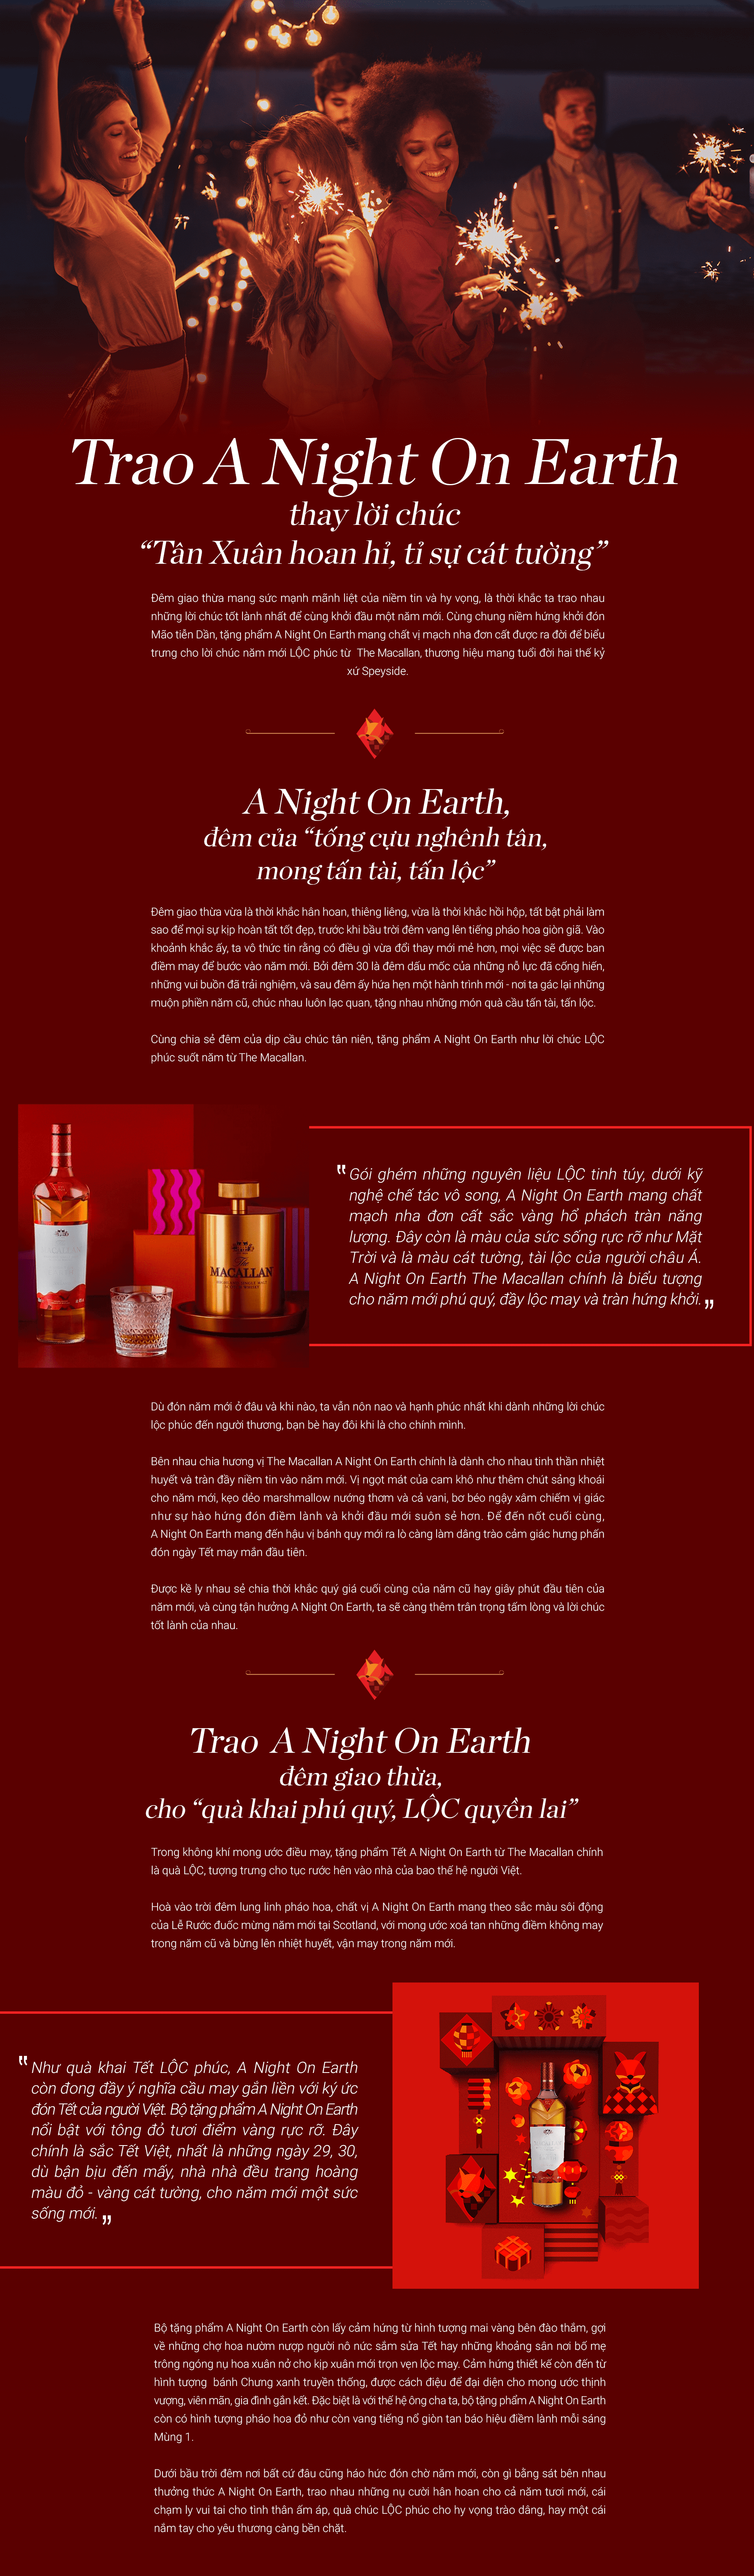 Trao A Night On Earth
thay lời chúc
“Tân Xuân hoan hỉ, tỉ sự cát tường”
Đêm giao thừa mang sức mạnh mãnh liệt của niềm tin và hy vọng, là thời khắc ta trao nhau
những lời chúc tốt lành nhất để cùng khởi đầu một năm mới. Cùng chung niềm hứng khởi đón
Mão tiễn Dần, tặng phẩm A Night On Earth mang chất vị mạch nha đơn cất được ra đời để biểu
trưng cho lời chúc năm mới LỘC phúc từ The Macallan, thương hiệu mang tuổi đời hai thế kỷ
xứ Speyside.
A Night On Earth,
đêm của “tống cựu nghênh tân,
mong tấn tài, tấn lộc”
Đêm giao thừa vừa là thời khắc hân hoan, thiêng liêng, vừa là thời khắc hồi hộp, tất bật phải làm
sao để mọi sự kịp hoàn tất tốt đẹp, trước khi bầu trời đêm vang lên tiếng pháo hoa giòn giã. Vào
khoảnh khắc ấy, ta vô thức tin rằng có điều gì vừa đổi thay mới mẻ hơn, mọi việc sẽ được ban
điềm may để bước vào năm mới. Bởi đêm 30 là đêm dấu mốc của những nỗ lực đã cống hiến,
những vui buồn đã trải nghiệm, và sau đêm ấy hứa hẹn một hành trình mới - nơi ta gác lại những
muộn phiền năm cũ, chúc nhau luôn lạc quan, tặng nhau những món quà cầu tấn tài, tấn lộc.
Cùng chia sẻ đêm của dịp cầu chúc tân niên, tặng phẩm A Night On Earth như lời chúc LỘC
phúc suốt năm từ The Macallan.
The
MACALLAN
" Gói ghém những nguyên liệu LỘC tinh túy, dưới kỹ
nghệ chế tác vô song, A Night On Earth mang chất
mạch nha đơn cất sắc vàng hổ phách tràn năng
lượng. Đây còn là màu của sức sống rực rỡ như Mặt
Trời và là màu cát tường, tài lộc của người châu Á.
A Night On Earth The Macallan chính là biểu tượng
cho năm mới phú quý, đầy lộc may và tràn hứng khởi. "
Dù đón năm mới ở đâu và khi nào, ta vẫn nôn nao và hạnh phúc nhất khi dành những lời chúc
lộc phúc đến người thương, bạn bè hay đôi khi là cho chính mình.
Bên nhau chia hương vị The Macallan A Night On Earth chính là dành cho nhau tinh thần nhiệt
huyết và tràn đầy niềm tin vào năm mới. Vị ngọt mát của cam khô như thêm chút sảng khoái
cho năm mới, kẹo dẻo marshmallow nướng thơm và cả vani, bơ béo ngậy xâm chiếm vị giác
như sự hào hứng đón điềm lành và khởi đầu mới suôn sẻ hơn. Để đến nốt cuối cùng,
A Night On Earth mang đến hậu vị bánh quy mới ra lò càng làm dâng trào cảm giác hưng phấn
đón ngày Tết may mắn đầu tiên.
Được kề ly nhau sẻ chia thời khắc quý giá cuối cùng của năm cũ hay giây phút đầu tiên của
năm mới, và cùng tận hưởng A Night On Earth, ta sẽ càng thêm trân trọng tấm lòng và lời chúc
tốt lành của nhau.
Trao A Night On Earth
đêm giao thừa,
cho “quà khai phú quý, LỘC quyền lai”
Trong không khí mong ước điều may, tặng phẩm Tết A Night On Earth từ The Macallan chính
là quà LỘC, tượng trưng cho tục rước hên vào nhà của bao thế hệ người Việt.
Hoà vào trời đêm lung linh pháo hoa, chất vị A Night On Earth mang theo sắc màu sôi động
của Lễ Rước đuốc mừng năm mới tại Scotland, với mong ước xoá tan những điềm không may
trong năm cũ và bừng lên nhiệt huyết, vận may trong năm mới.
" Như quà khai Tết LỘC phúc, A Night On Earth
còn đong đầy ý nghĩa cầu may gắn liền với ký ức
đón Tết của người Việt. Bộ tặng phẩm A Night On Earth
nổi bật với tông đỏ tươi điểm vàng rực rỡ. Đây
chính là sắc Tết Việt, nhất là những ngày 29, 30,
dù bận bịu đến mấy, nhà nhà đều trang hoàng
màu đỏ - vàng cát tường, cho năm mới một sức
sống mới. "
Bộ tặng phẩm A Night On Earth còn lấy cảm hứng từ hình tượng mai vàng bên đào thắm, gợi
về những chợ hoa nườm nượp người nô nức sắm sửa Tết hay những khoảng sân nơi bố mẹ
trông ngóng nụ hoa xuân nở cho kịp xuân mới trọn vẹn lộc may. Cảm hứng thiết kế còn đến từ
hình tượng bánh Chưng xanh truyền thống, được cách điệu để đại diện cho mong ước thịnh
vượng, viên mãn, gia đình gắn kết. Đặc biệt là với thế hệ ông cha ta, bộ tặng phẩm A Night On Earth
còn có hình tượng pháo hoa đỏ như còn vang tiếng nổ giòn tan báo hiệu điềm lành mỗi sáng
Mùng 1.
Dưới bầu trời đêm nơi bất cứ đâu cũng háo hức đón chờ năm mới, còn gì bằng sát bên nhau
thưởng thức A Night On Earth, trao nhau những nụ cười hân hoan cho cả năm tươi mới, cái
chạm ly vui tai cho tình thân ấm áp, quà chúc LỘC phúc cho hy vọng trào dâng, hay một cái
nắm tay cho yêu thương càng bền chặt.